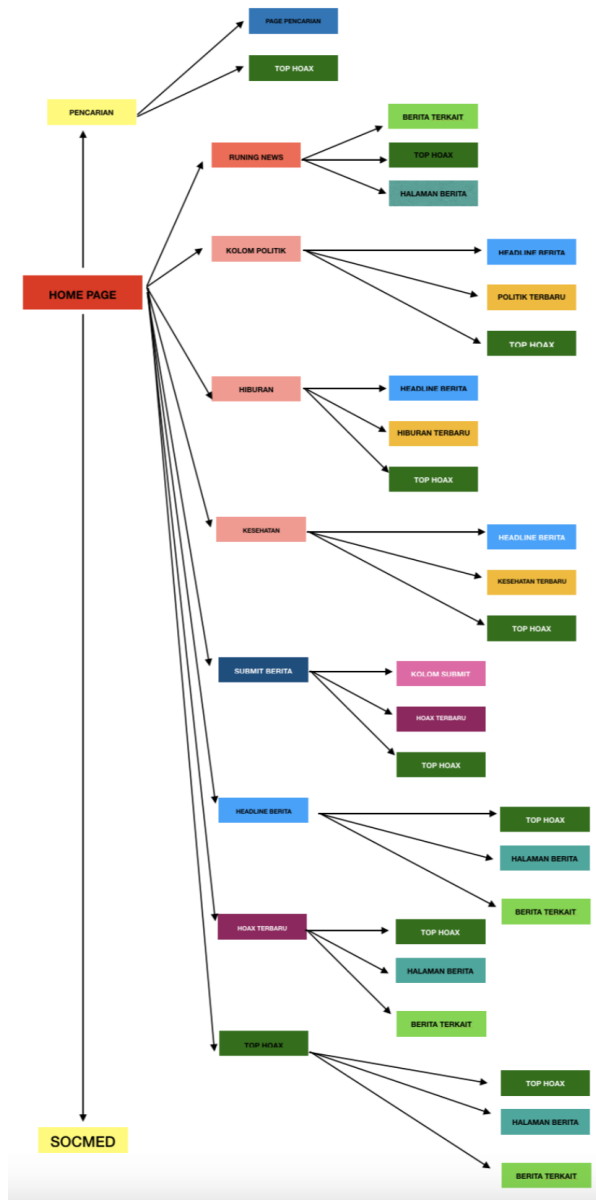 PAGE PENCARIAN
TOP HOAX
PENCARIAN
BERITA TERKAIT
RUNING NEWS
TOP HOAX
HALAMAN BERITA
KOLOM POLITIK
HEADLINE BERITA
HOME PAGE
POLITIK TERBARU
TOP HOAX
HIBURAN
HEADLINE BERITA
HIBURAN TERBARU
TOP HOAX
KESEHATAN
HEADLINE BERITA
KESEHATAN TERBARU
TOP HOAX
SUBMIT BERITA
KOLOM SUBMIT
HOAX TERBARU
TOP HOAX
HEADLINE BERITA
TOP HOAX
HALAMAN BERITA
BERITA TERKAIT
HOAX TERBARU
TOP HOAX
HALAMAN BERITA
BERITA TERKAIT
TOP HOAX
TOP HOAX
HALAMAN BERITA
BERITA TERKAIT
SOCMED